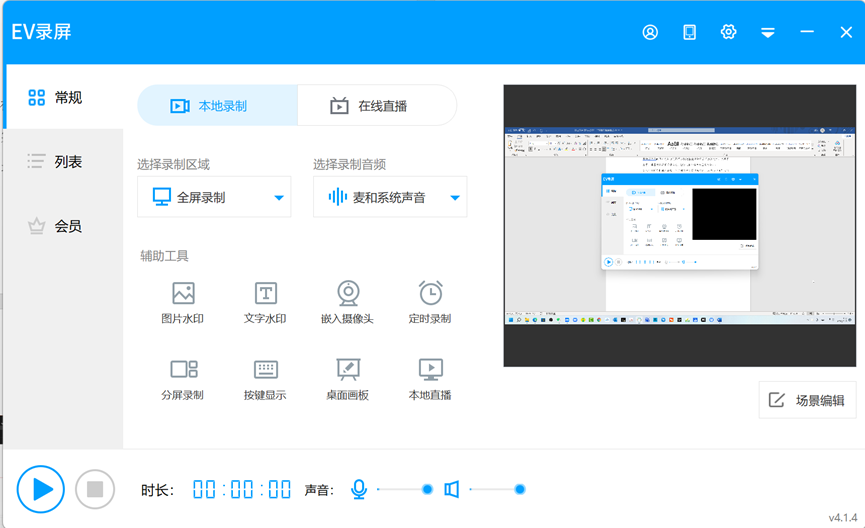 EV录屏
常规
列表
会员
本地录制
在线直播
选择录制区域
选择录制音频
全屏录制
麦和系统声音
辅助工具
图片水印
文字水印
嵌入摄像头
定时录制
分屏录制
按键显示
桌面画板
本地直播
场景编辑
时长：
00:00:00
声音：
v4.1.4